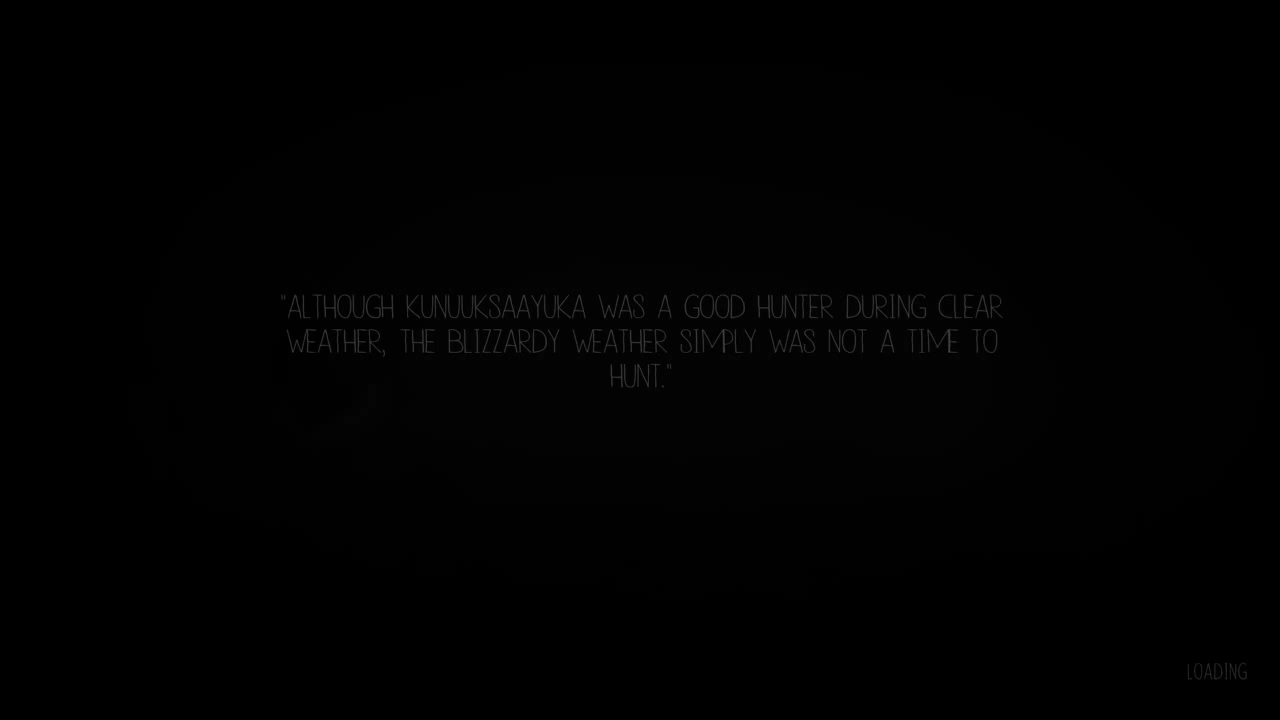 "ALTHOUGH KUNUUKSAAYUKA WAS A GOOD HUNTER DURING CLEAR
WEATHER, THE BLIZZARDY WEATHER SIMPLY WAS NOT A TIME TO
HUNT."
LOADING